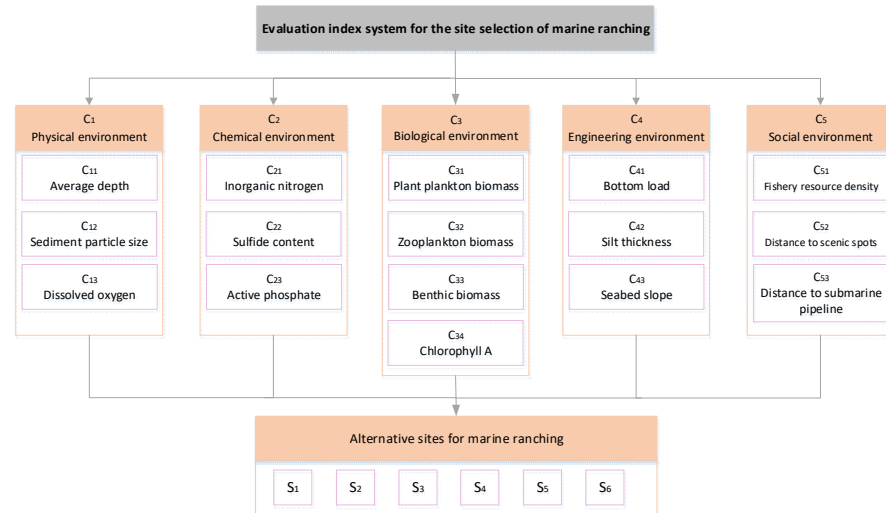 Evaluation index system for the site selection of marine ranching
C₁
Physical environment
C₁₁
Average depth
C₁₂
Sediment particle size
C₁₃
Dissolved oxygen
C₂
Chemical environment
C₂₁
Inorganic nitrogen
C₂₂
Sulfide content
C₂₃
Active phosphate
C₃
Biological environment
C₃₁
Plant plankton biomass
C₃₂
Zooplankton biomass
C₃₃
Benthic biomass
C₃₄
Chlorophyll A
C₄
Engineering environment
C₄₁
Bottom load
C₄₂
Silt thickness
C₄₃
Seabed slope
C₅
Social environment
C₅₁
Fishery resource density
C₅₂
Distance to scenic spots
C₅₃
Distance to submarine
pipeline
Alternative sites for marine ranching
S₁ S₂ S₃ S₄ S₅ S₆